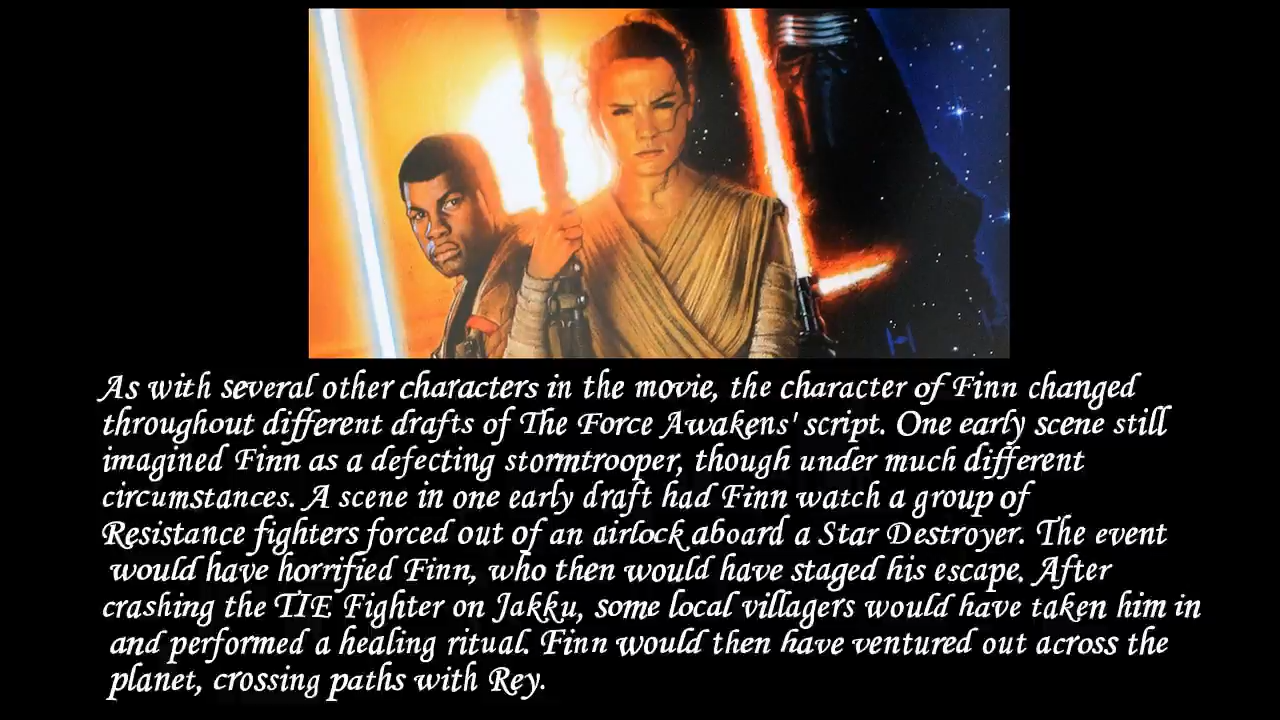 As with several other characters in the movie, the character of Finn changed
throughout different drafts of The Force Awakens' script. One early scene still
imagined Finn as a defecting stormtrooper, though under much different
circumstances. A scene in one early draft had Finn watch a group of
Resistance fighters forced out of an airlock aboard a Star Destroyer. The event
would have horrified Finn, who then would have staged his escape. After
crashing the TIE Fighter on Jakku, some local villagers would have taken him in
and performed a healing ritual. Finn would then have ventured out across the
planet, crossing paths with Rey.